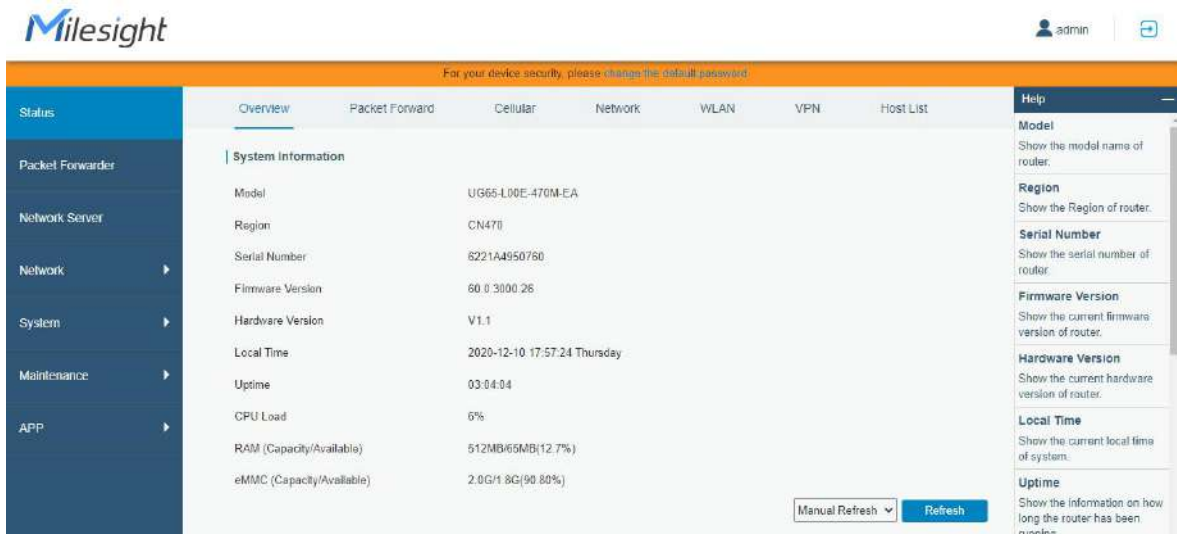 Milesight
admin
For your device security, please change the default password
Status
Packet Forwarder
Network Server
Network
System
Maintenance
APP
Overview Packet Forward Cellular Network WLAN VPN Host List
System Information
Model UG65-L00E-470M-EA
Region CN470
Serial Number 6221A4950760
Firmware Version 60.0.3000.26
Hardware Version V1.1
Local Time 2020-12-10 17:57:24 Thursday
Uptime 03:04:04
CPU Load 6%
RAM (Capacity/Available) 512MB/65MB(12.7%)
eMMC (Capacity/Available) 2.0G/1.8G(90.80%)
Manual Refresh Refresh
Help
Model
Show the model name of
router.
Region
Show the Region of router.
Serial Number
Show the serial number of
router.
Firmware Version
Show the current firmware
version of router.
Hardware Version
Show the current hardware
version of router.
Local Time
Show the current local time
of system.
Uptime
Show the information on how
long the router has been
running.